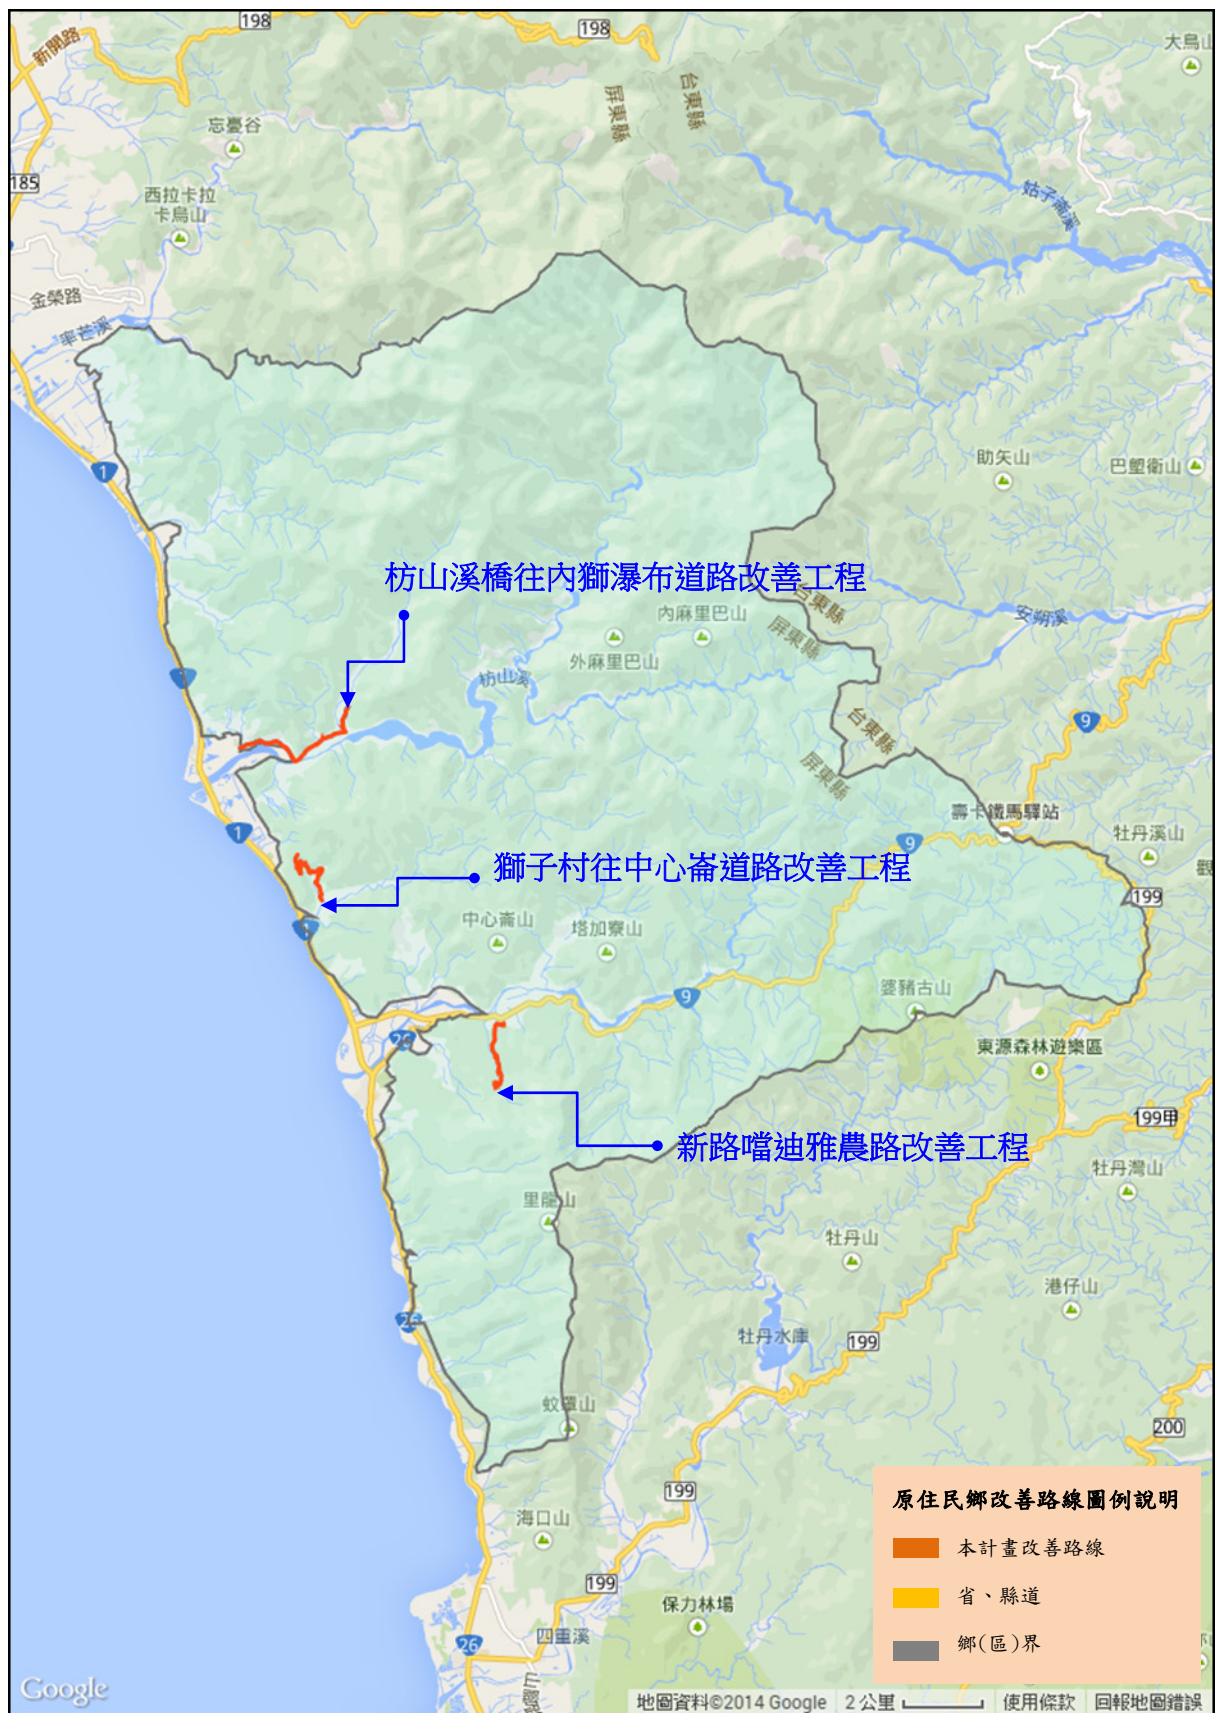 198
198
新開路
大鳥山
屏東縣
台東縣
忘憂谷
185
西拉卡拉
卡烏山
姑子崙溪
金榮路
率芒溪
1
助矢山
巴塱衛山
枋山溪橋往內獅瀑布道路改善工程
台東縣
屏東縣
內麻里巴山
安朔溪
外麻里巴山
枋山溪
1
台東縣
屏東縣
9
壽卡鐵馬驛站
1
9
牡丹溪山
觀
獅子村往中心崙道路改善工程
199
中心崙山
塔加寮山
1
婆豬古山
9
26
東源森林遊樂區
199甲
新路噹迪雅農路改善工程
牡丹灣山
里龍山
牡丹山
港仔山
26
牡丹水庫
199
蚊罩山
200
199
海口山
199
保力林場
26
四重溪
原住民鄉改善路線圖例說明
本計畫改善路線
省、縣道
鄉(區)界
Google
地圖資料©2014 Google
2 公里
使用條款
回報地圖錯誤